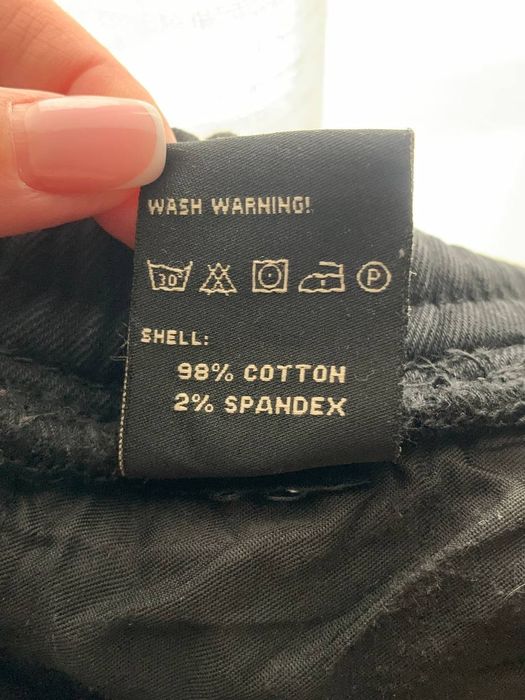 WASH WARNING!
30° P
SHELL:
98% COTTON
2% SPANDEX